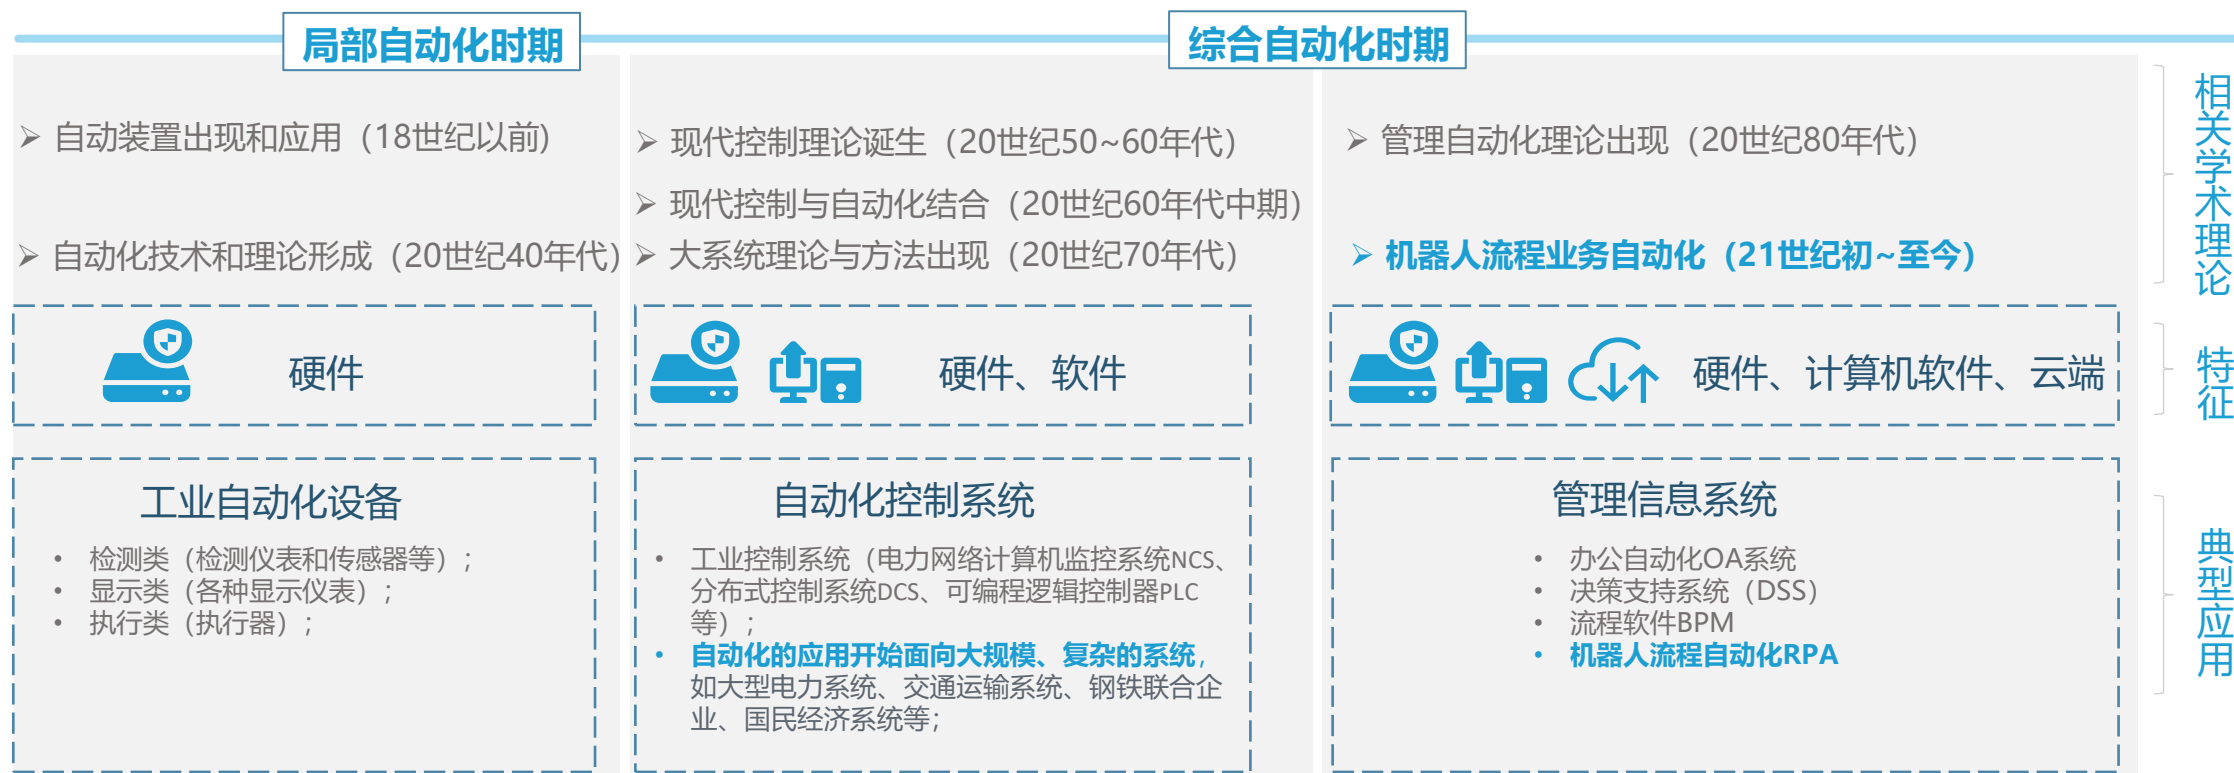 局部自动化时期
综合自动化时期
自动装置出现和应用（18世纪以前)
自动化技术和理论形成（20世纪40年代）
现代控制理论诞生（20世纪50~60年代）
现代控制与自动化结合（20世纪60年代中期）
大系统理论与方法出现（20世纪70年代）
管理自动化理论出现（20世纪80年代）
机器人流程业务自动化（21世纪初~至今）
相关学术理论
硬件
硬件、软件
硬件、计算机软件、云端
特征
工业自动化设备
• 检测类（检测仪表和传感器等）；
• 显示类（各种显示仪表）；
• 执行类（执行器）；
自动化控制系统
• 工业控制系统（电力网络计算机监控系统NCS、
分布式控制系统DCS、可编程逻辑控制器PLC
等）；
• 自动化的应用开始面向大规模、复杂的系统，
如大型电力系统、交通运输系统、钢铁联合企
业、国民经济系统等；
管理信息系统
• 办公自动化OA系统
• 决策支持系统（DSS）
• 流程软件BPM
• 机器人流程自动化RPA
典型应用